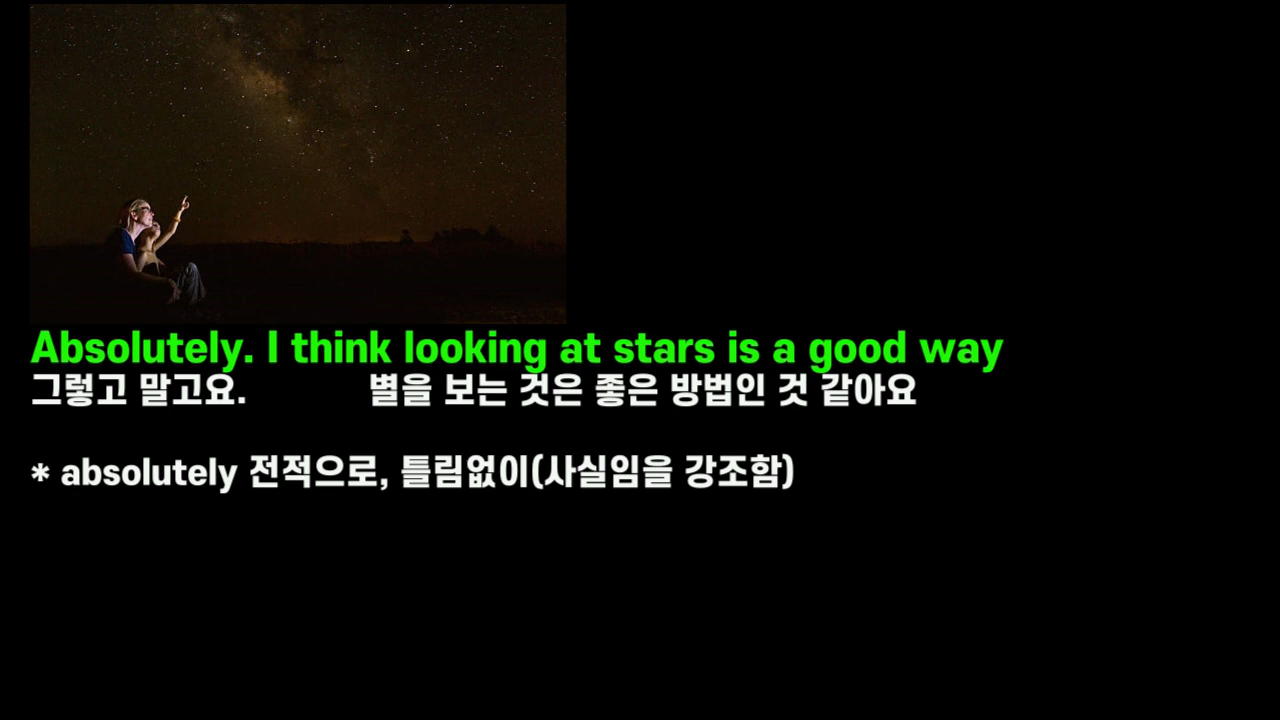 Absolutely. I think looking at stars is a good way
그렇고 말고요. 별을 보는 것은 좋은 방법인 것 같아요
* absolutely 전적으로, 틀림없이(사실임을 강조함)